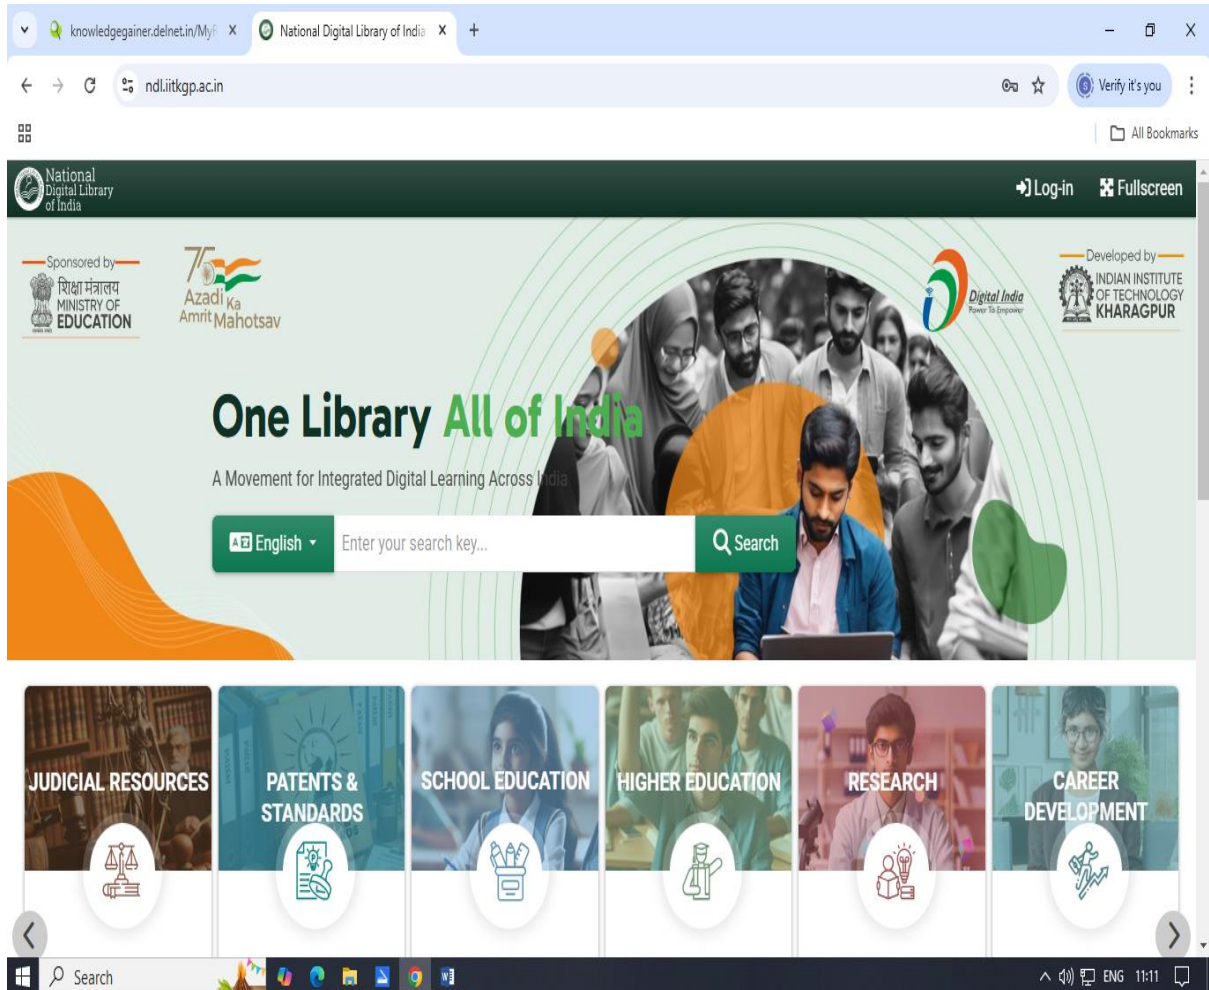 knowledgegainer.delnet.in/MyF
National Digital Library of India
ndl.iitkgp.ac.in
Verify it's you
All Bookmarks
National
Digital Library
of India
Log-in
Fullscreen
Sponsored by
शिक्षा मंत्रालय
MINISTRY OF
EDUCATION
75
Azadi Ka
Amrit Mahotsav
Digital India
Power To Empower
Developed by
INDIAN INSTITUTE
OF TECHNOLOGY
KHARAGPUR
One Library All of India
A Movement for Integrated Digital Learning Across India
English
Enter your search key...
Search
JUDICIAL RESOURCES
PATENTS &
STANDARDS
SCHOOL EDUCATION
HIGHER EDUCATION
RESEARCH
CAREER
DEVELOPMENT
Search
ENG 11:11